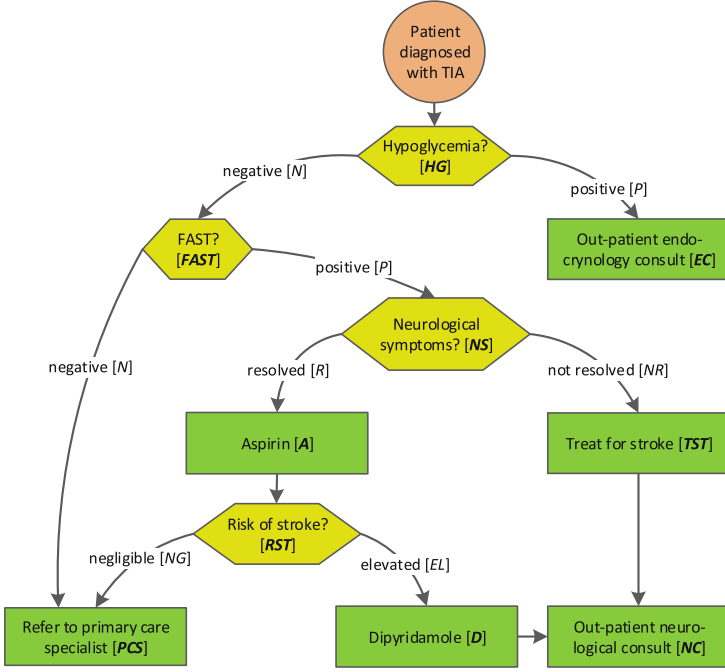 Patient
diagnosed
with TIA
Hypoglycemia?
[HG]
negative [N]
positive [P]
FAST?
[FAST]
Out-patient endo-
crynology consult [EC]
positive [P]
Neurological
symptoms? [NS]
negative [N]
resolved [R]
not resolved [NR]
Aspirin [A]
Treat for stroke [TST]
Risk of stroke?
[RST]
negligible [NG]
elevated [EL]
Refer to primary care
specialist [PCS]
Dipyridamole [D]
Out-patient neuro-
logical consult [NC]